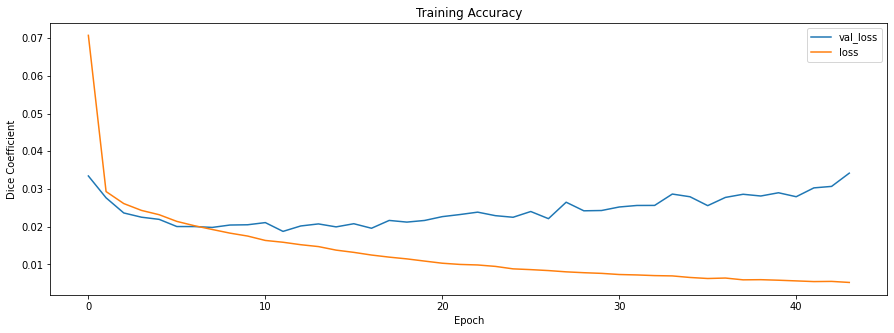 Training Accuracy
val_loss
loss
Dice Coefficient
0.07
0.06
0.05
0.04
0.03
0.02
0.01
0
10
20
30
40
Epoch